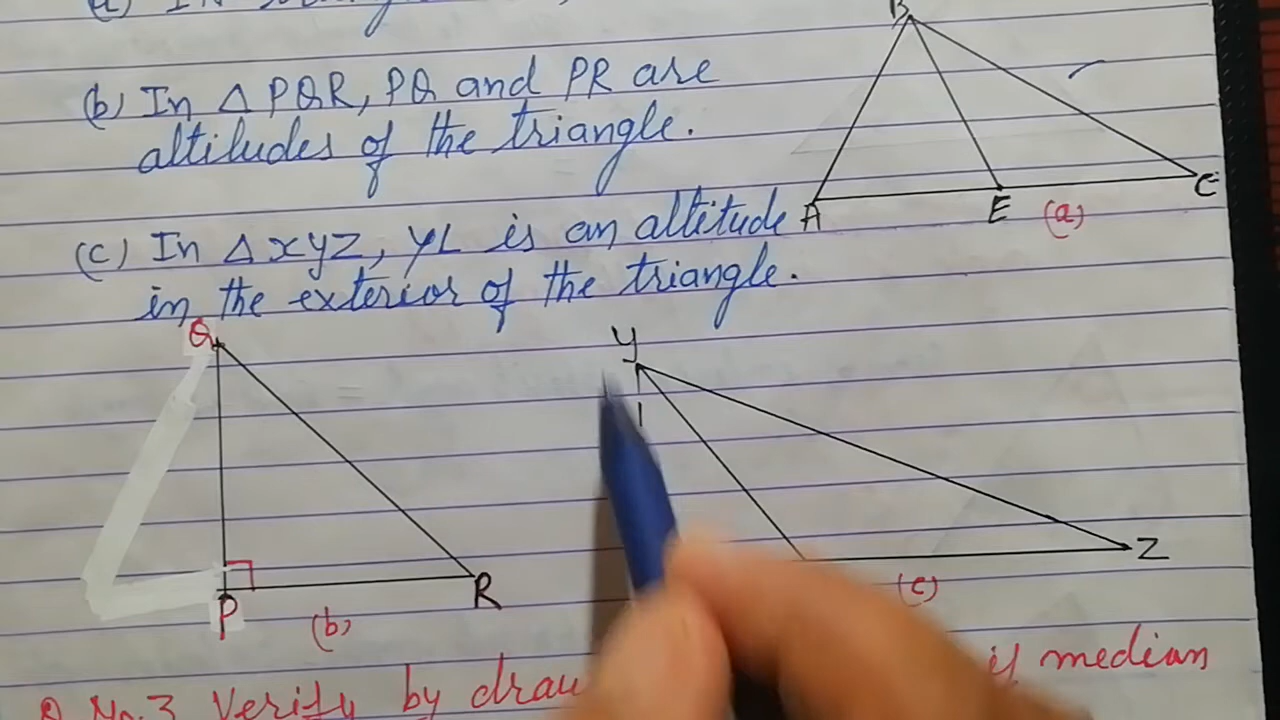 (b) In △ PQR, PQ and PR are
altitudes of the triangle.
(c) In △ XYZ, YL is an altitude
in the exterior of the triangle.
B
A
E
C
(a)
Q
P
R
(b)
Y
Z
(c)
Q No.3 Verify by
if median